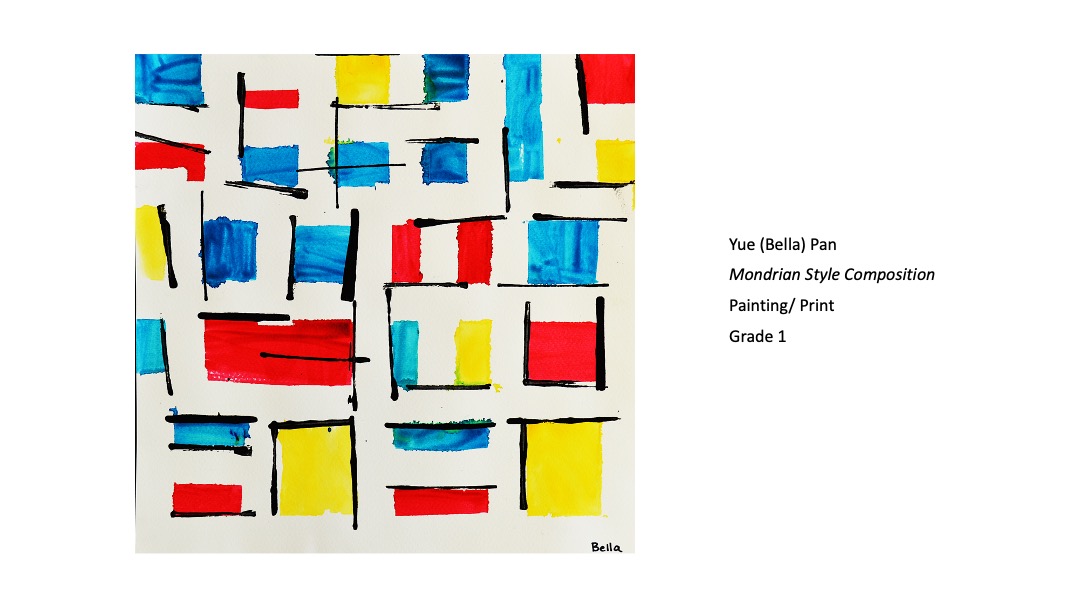 Yue (Bella) Pan
Mondrian Style Composition
Painting/ Print
Grade 1
Bella